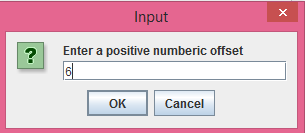 Input
x
Enter a positive numberic offset
?
6
OK Cancel